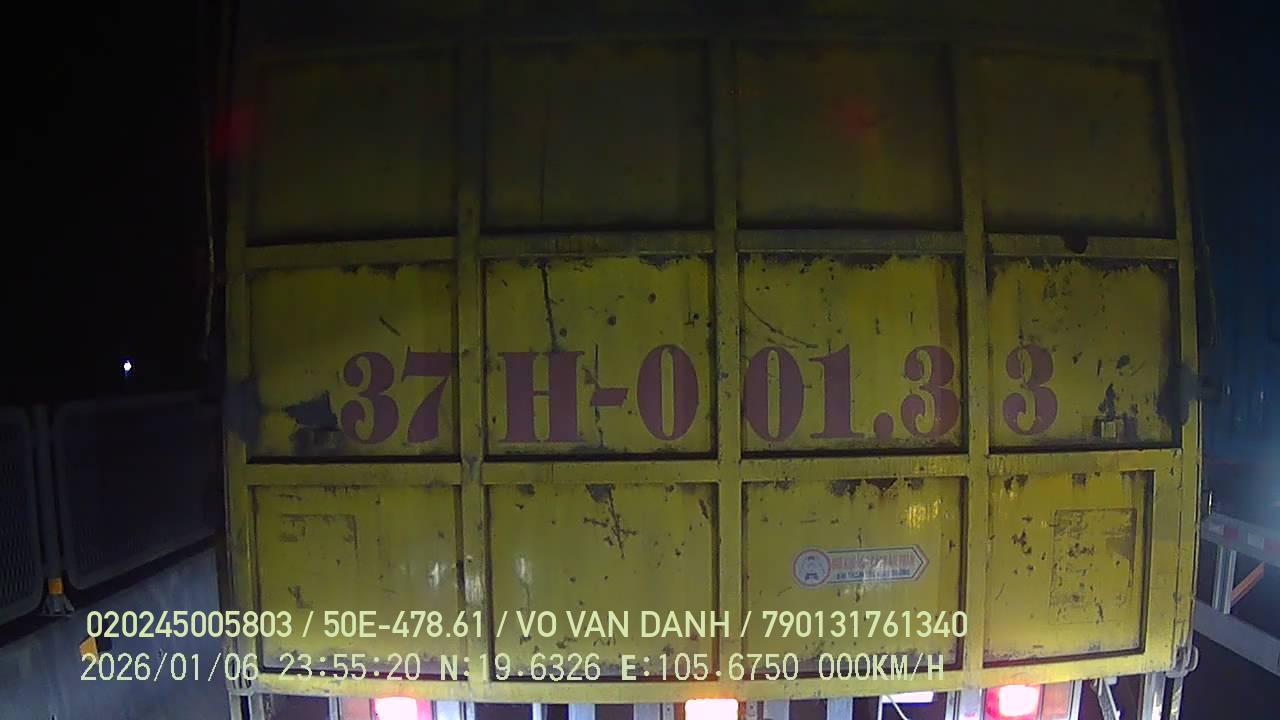 37H-001.33
020245005803 / 50E-478.61 / VO VAN DANH / 790131761340
2026/01/06 23:55:20 N:19.6326 E:105.6750 000KM/H